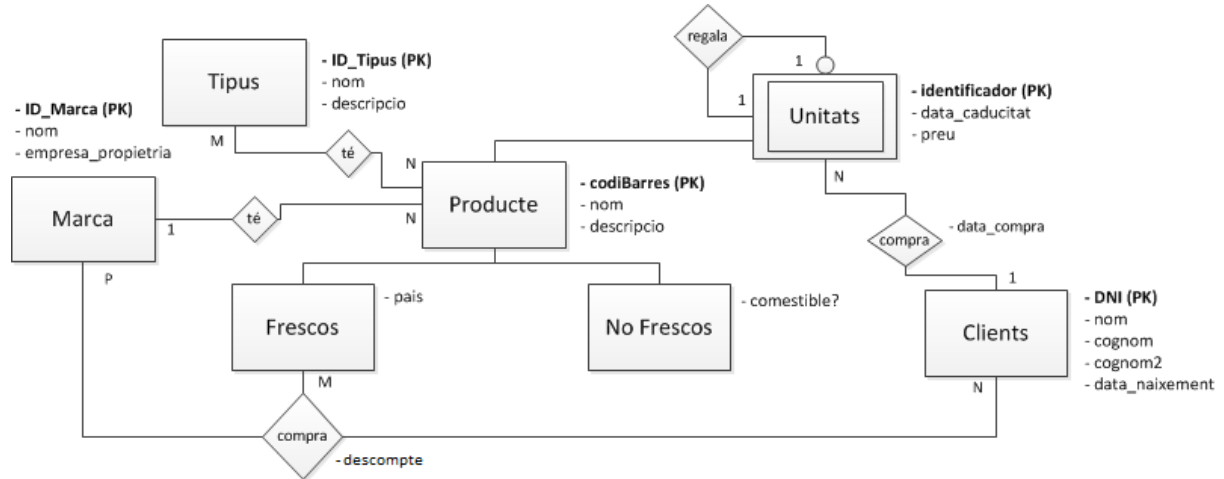 regala
1
1
Unitats
- identificador (PK)
- data_caducitat
- preu
Tipus
- ID_Tipus (PK)
- nom
- descripcio
M
- ID_Marca (PK)
- nom
- empresa_propietria
té
N
Marca
1
té
N
P
Producte
- codiBarres (PK)
- nom
- descripcio
N
compra
- data_compra
1
Frescos
- pais
M
No Frescos
- comestible?
Clients
- DNI (PK)
- nom
- cognom
- cognom2
- data_naixement
N
compra
- descompte